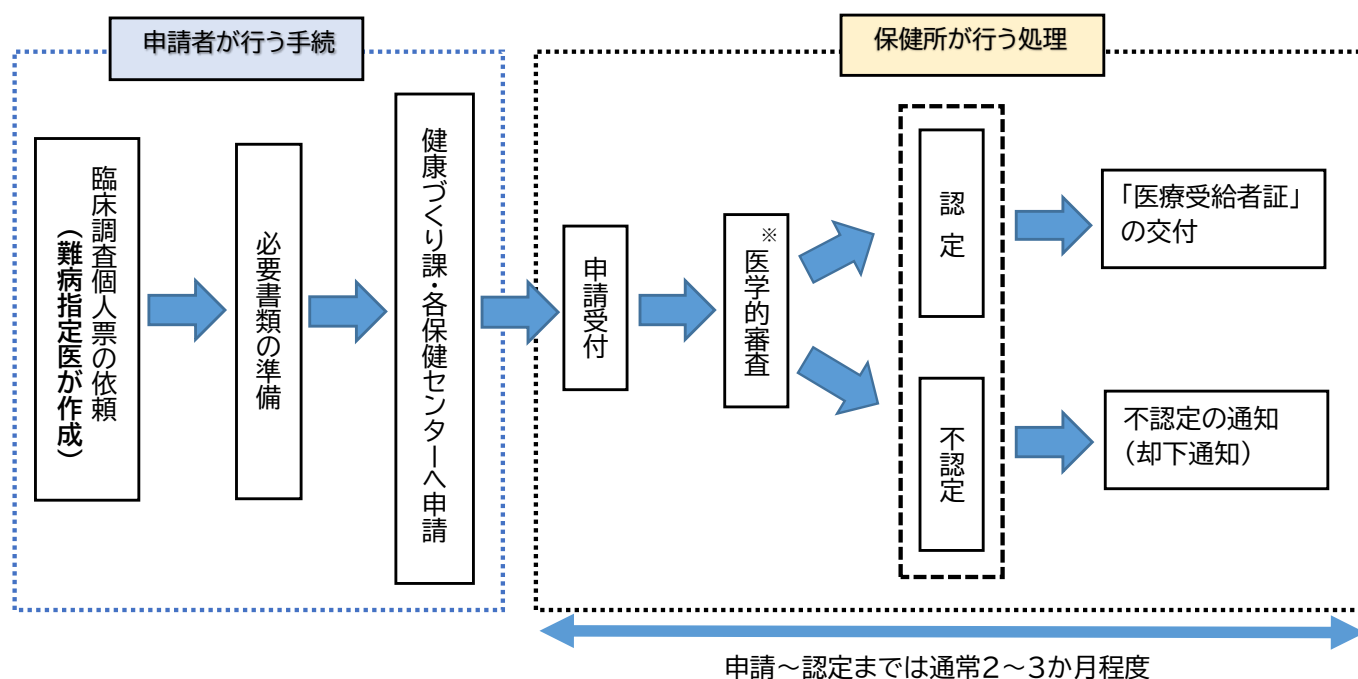 申請者が行う手続
保健所が行う処理
臨床調査個人票の依頼
(難病指定医が作成)
必要書類の準備
健康づくり課・各保健センターへ申請
申請受付
※
医学的審査
認定
不認定
「医療受給者証」
の交付
不認定の通知
(却下通知)
申請～認定までは通常2～3か月程度